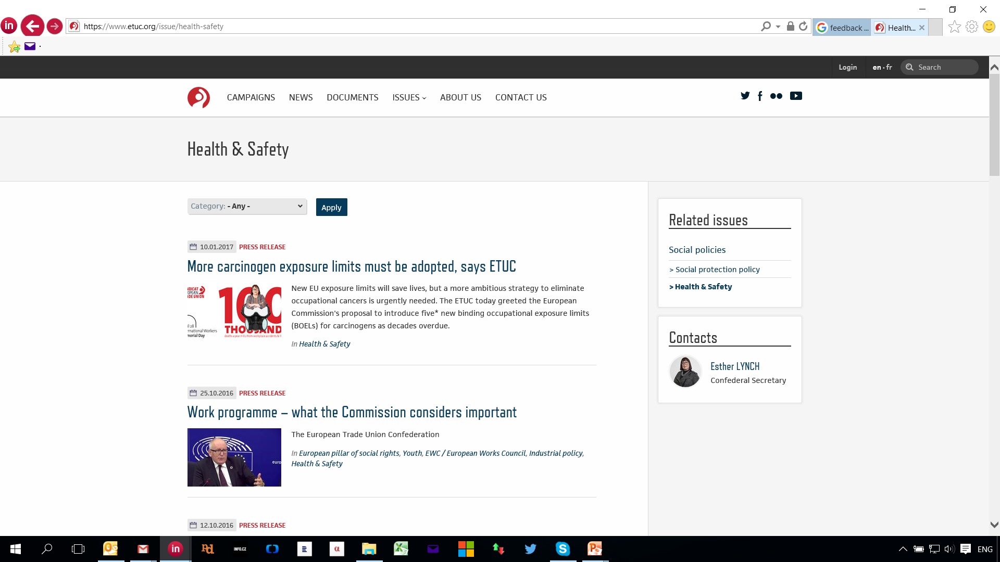 in
https://www.etuc.org/issue/health-safety
feedback ...
Health...
Login
en • fr
Search
CAMPAIGNS
NEWS
DOCUMENTS
ISSUES
ABOUT US
CONTACT US
Health & Safety
Category: - Any -
Apply
10.01.2017 PRESS RELEASE
More carcinogen exposure limits must be adopted, says ETUC
NDICAT
ROPÉEN
DE UNION
100
THOUSAND
New EU exposure limits will save lives, but a more ambitious strategy to eliminate
occupational cancers is urgently needed. The ETUC today greeted the European
Commission's proposal to introduce five* new binding occupational exposure limits
(BOELs) for carcinogens as decades overdue.
In Health & Safety
25.10.2016 PRESS RELEASE
Work programme – what the Commission considers important
The European Trade Union Confederation
In European pillar of social rights, Youth, EWC / European Works Council, Industrial policy,
Health & Safety
12.10.2016 PRESS RELEASE
Related issues
Social policies
> Social protection policy
> Health & Safety
Contacts
Esther LYNCH
Confederal Secretary
in
INFO.CZ
ENG